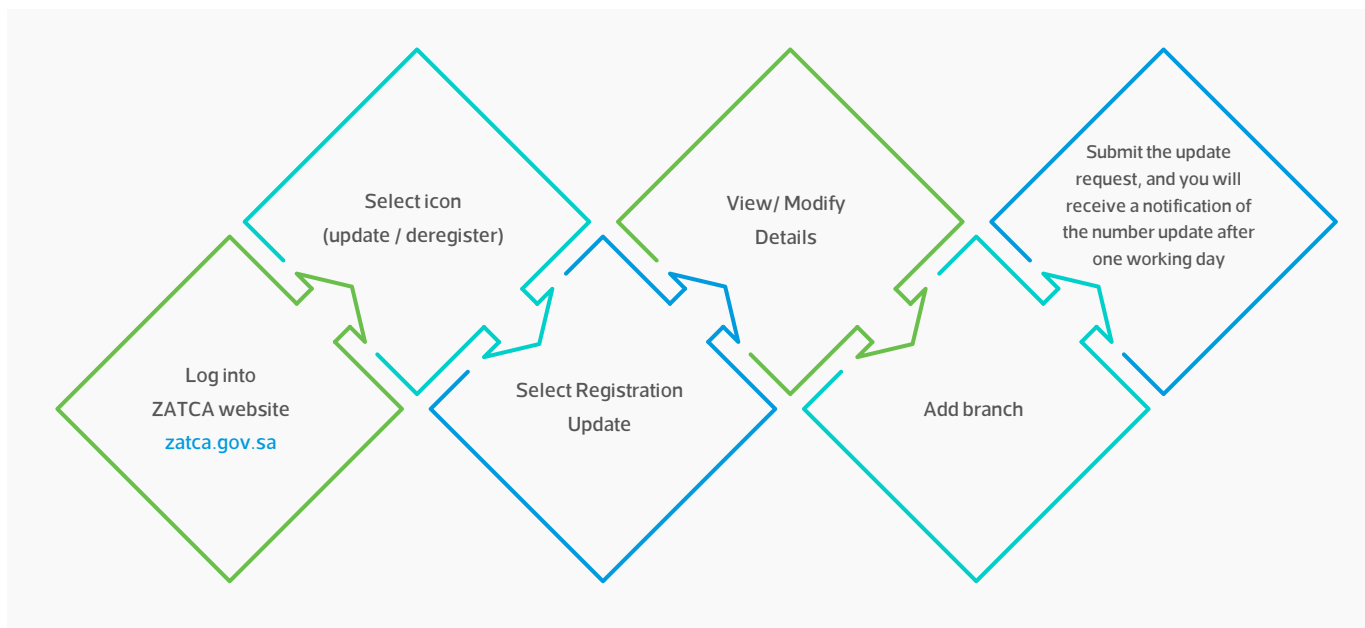 Log into
ZATCA website
zatca.gov.sa
Select icon
(update / deregister)
Select Registration
Update
View/ Modify
Details
Add branch
Submit the update
request, and you will
receive a notification of
the number update after
one working day